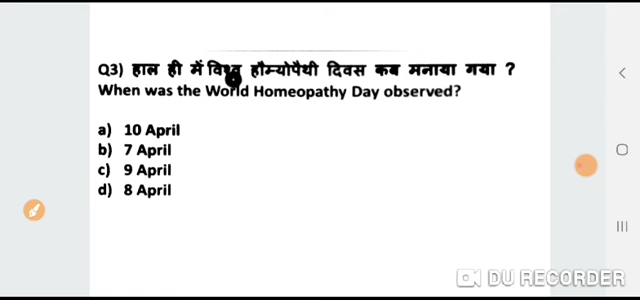 Q3) हाल ही में विश्व हौम्योपैथी दिवस कब मनाया गया ?
When was the World Homeopathy Day observed?
a) 10 April
b) 7 April
c) 9 April
d) 8 April
DU RECORDER